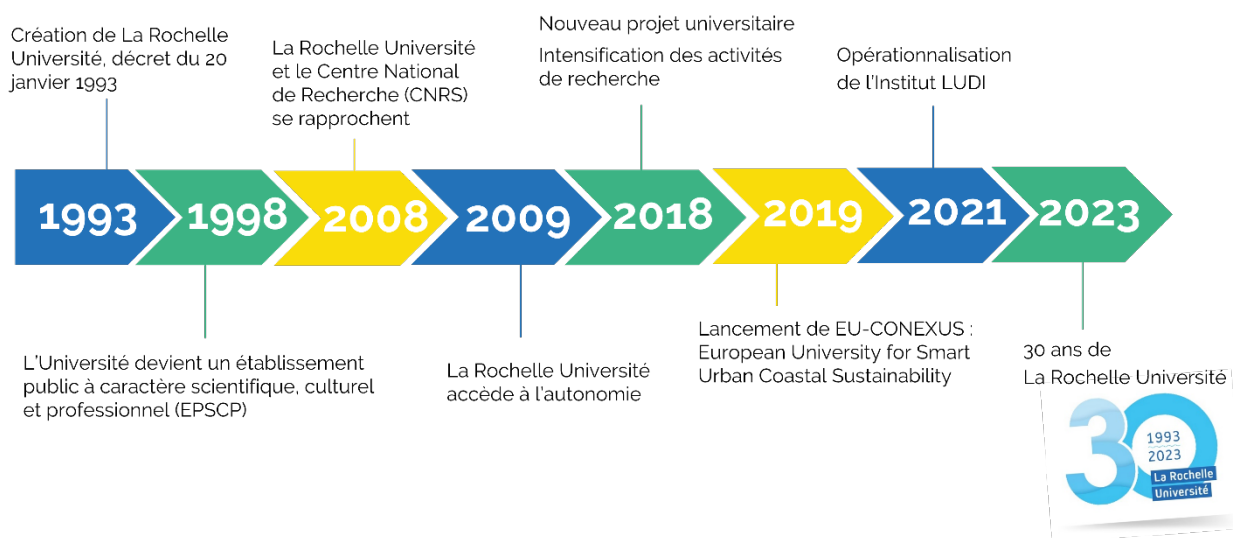 Création de La Rochelle
Université, décret du 20
janvier 1993
La Rochelle Université
et le Centre National
de Recherche (CNRS)
se rapprochent
Nouveau projet universitaire
Intensification des activités
de recherche
Opérationnalisation
de l'Institut LUDI
1993
1998
2008
2009
2018
2019
2021
2023
L'Université devient un établissement
public à caractère scientifique, culturel
et professionnel (EPSCP)
La Rochelle Université
accède à l'autonomie
Lancement de EU-CONEXUS :
European University for Smart
Urban Coastal Sustainability
30 ans de
La Rochelle Université
30
1993
2023
La Rochelle
Université